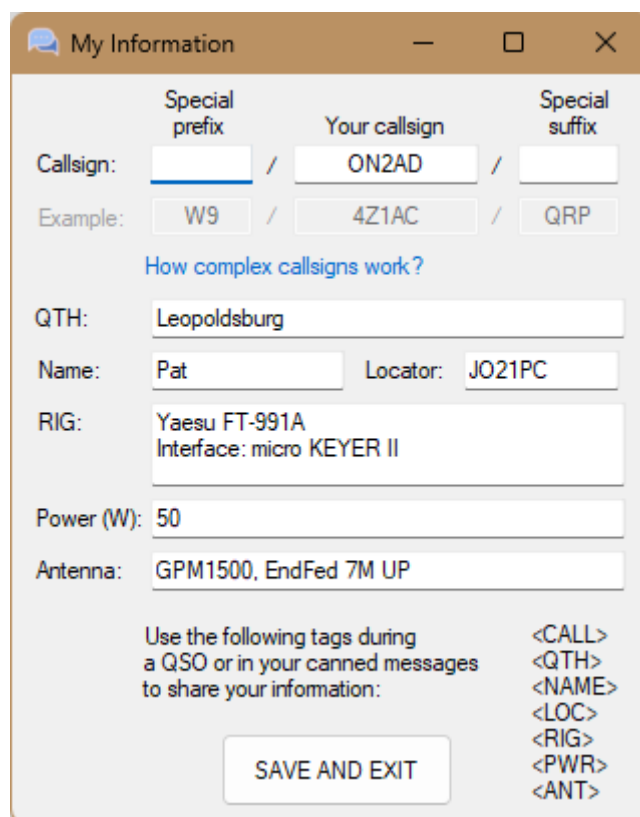 My Information
Special prefix
Your callsign
Special suffix
Callsign: / ON2AD /
Example: W9 / 4Z1AC / QRP
How complex callsigns work?
QTH: Leopoldsburg
Name: Pat Locator: JO21PC
RIG: Yaesu FT-991A
Interface: micro KEYER II
Power (W): 50
Antenna: GPM1500, EndFed 7M UP
Use the following tags during
a QSO or in your canned messages
to share your information:
<CALL>
<QTH>
<NAME>
<LOC>
<RIG>
<PWR>
<ANT>
SAVE AND EXIT